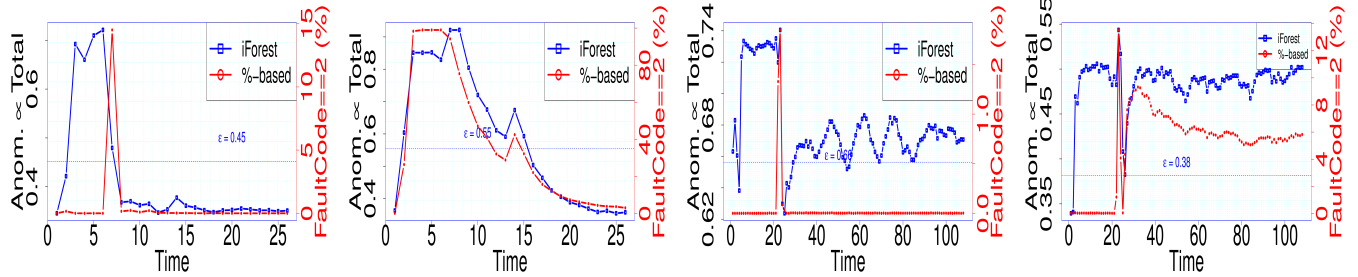 Anom. ∝ Total
0.4
0.6
iForest
%-based
ε = 0.45
0
5
10
15
FaultCode==2 (%)
0
5
10
15
20
25
Time
Anom. ∝ Total
0.4
0.6
0.8
iForest
%-based
ε = 0.55
0
40
80
FaultCode==2 (%)
0
5
10
15
20
25
Time
Anom. ∝ Total
0.62
0.68
0.74
iForest
%-based
ε = 0.66
0.0
1.0
FaultCode==2 (%)
0
20
40
60
80
100
Time
Anom. ∝ Total
0.35
0.45
0.55
iForest
%-based
ε = 0.38
0
4
8
12
FaultCode==2 (%)
0
20
40
60
80
100
Time